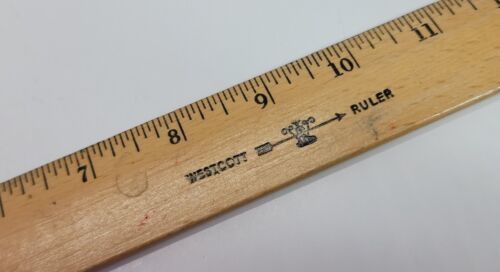 7 8 9 10 11
WESTCOTT RULER